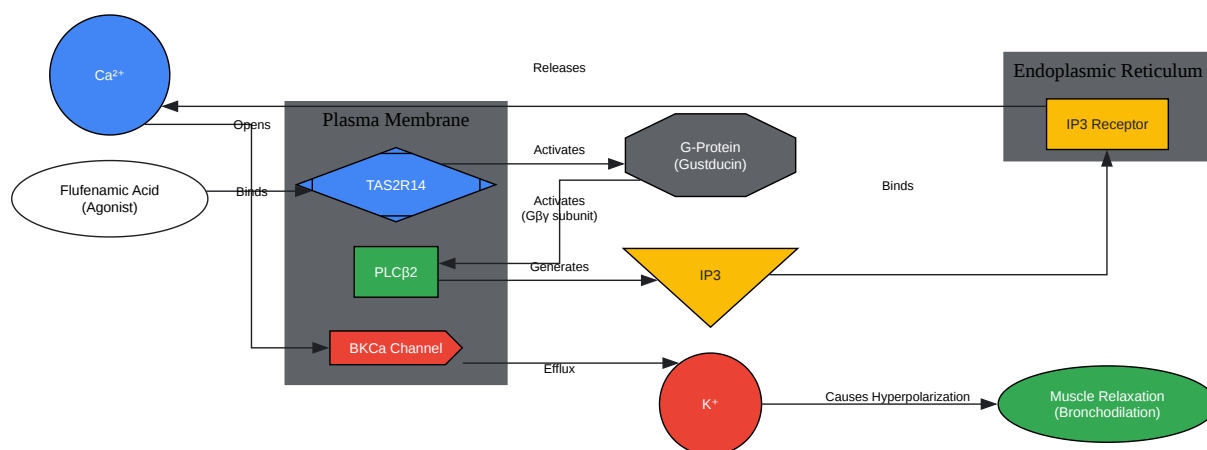 Ca²⁺
Releases
Endoplasmic Reticulum
IP3 Receptor
Opens
Plasma Membrane
Flufenamic Acid
(Agonist)
Binds
TAS2R14
Activates
G-Protein
(Gustducin)
Binds
Activates
(Gβγ subunit)
PLCβ2
Generates
IP3
BKCa Channel
Efflux
K⁺
Causes Hyperpolarization
Muscle Relaxation
(Bronchodilation)